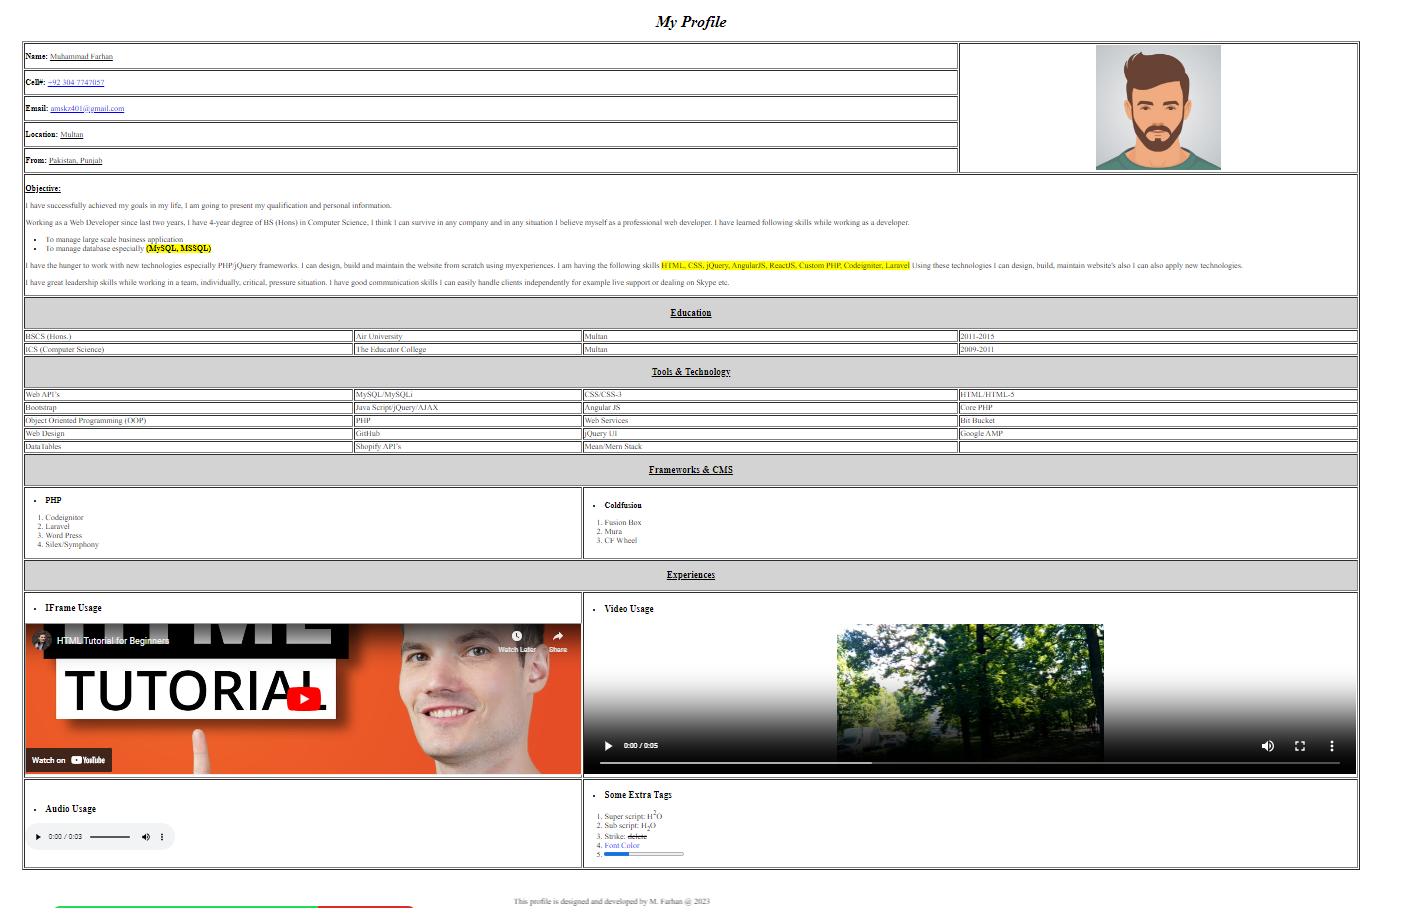 My Profile
Name: Muhammad Farhan
Cell#: +92 304 7747057
Email: amskz401@gmail.com
Location: Multan
From: Pakistan, Punjab
Objective:
I have successfully achieved my goals in my life, I am going to present my qualification and personal information.
Working as a Web Developer since last two years, I have 4-year degree of BS (Hons) in Computer Science, I think I can survive in any company and in any situation I believe myself as a professional web developer. I have learned following skills while working as a developer.
• To manage large scale business application
• To manage database especially (MySQL, MSSQL)
I have the hunger to work with new technologies especially PHP/jQuery frameworks. I can design, build and maintain the website from scratch using myexperiences. I am having the following skills HTML, CSS, jQuery, AngularJS, ReactJS, Custom PHP, Codeigniter, Laravel Using these technologies I can design, build, maintain website's also I can also apply new technologies.
I have great leadership skills while working in a team, individually, critical, pressure situation. I have good communication skills I can easily handle clients independently for example live support or dealing on Skype etc.
Education
BSCS (Hons.) Air University Multan 2011-2015
ICS (Computer Science) The Educator College Multan 2009-2011
Tools & Technology
Web API's MySQL/MySQLi CSS/CSS-3 HTML/HTML-5
Bootstrap Java Script/jQuery/AJAX Angular JS Core PHP
Object Oriented Programming (OOP) PHP Web Services Bit Bucket
Web Design GitHub jQuery UI Google AMP
DataTables Shopify API's Mean/Mern Stack
Frameworks & CMS
• PHP
1. Codeignitor
2. Laravel
3. Word Press
4. Silex/Symphony
• Coldfusion
1. Fusion Box
2. Mura
3. CF Wheel
Experiences
• IFrame Usage
HTML Tutorial for Beginners
Watch Later Share
HTML
TUTORIAL
Watch on YouTube
• Video Usage
0:00 / 0:05
• Audio Usage
0:00 / 0:03
• Some Extra Tags
1. Super script: H2O
2. Sub script: H2O
3. Strike: delete
4. Font Color
5.
This profile is designed and developed by M. Farhan @ 2023